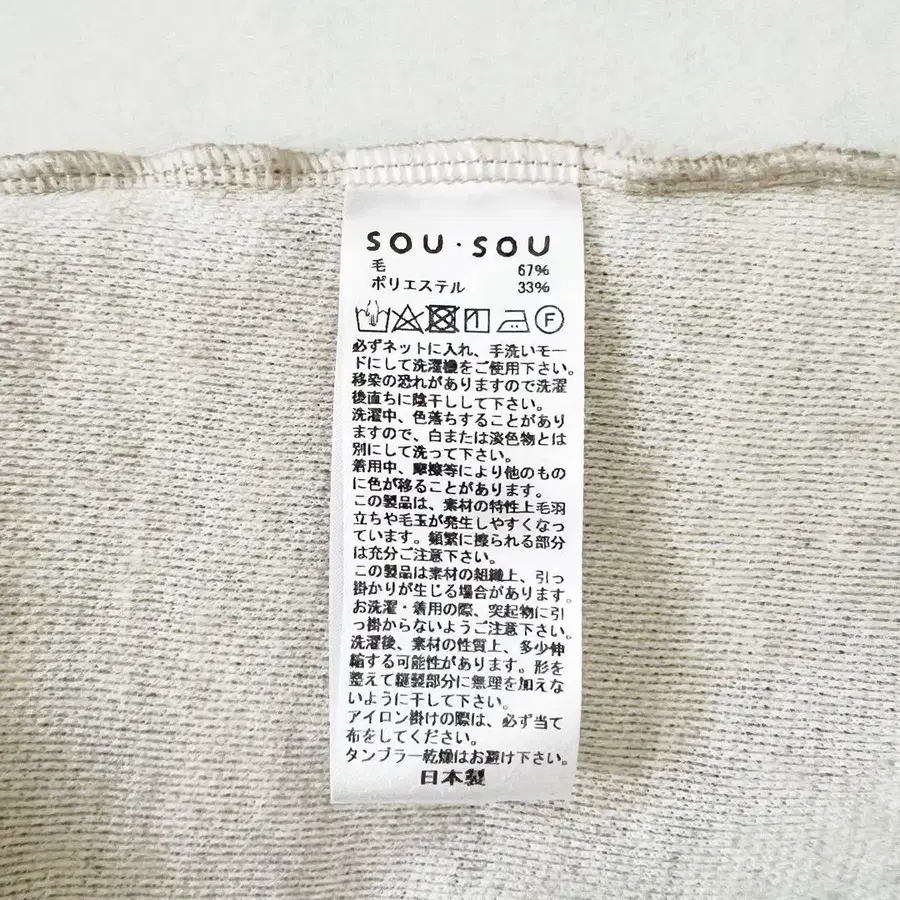 SOU・SOU
毛 67%
ポリエステル 33%
F
必ずネットに入れ、手洗いモー
ドにして洗濯機をご使用下さい。
移染の恐れがありますので洗濯
後直ちに陰干しして下さい。
洗濯中、色落ちすることがあり
ますので、白または淡色物とは
別にして洗って下さい。
着用中、摩擦等により他のもの
に色が移ることがあります。
この製品は、素材の特性上毛羽
立ちや毛玉が発生しやすくなっ
ています。頻繁に擦られる部分
は充分ご注意下さい。
この製品は素材の組織上、引っ
掛かりが生じる場合があります。
お洗濯・着用の際、突起物に引
っ掛からないようご注意下さい。
洗濯後、素材の性質上、多少伸
縮する可能性があります。形を
整えて縫製部分に無理を加えな
いように干して下さい。
アイロン掛けの際は、必ず当て
布をしてください。
タンブラー乾燥はお避け下さい。
日本製